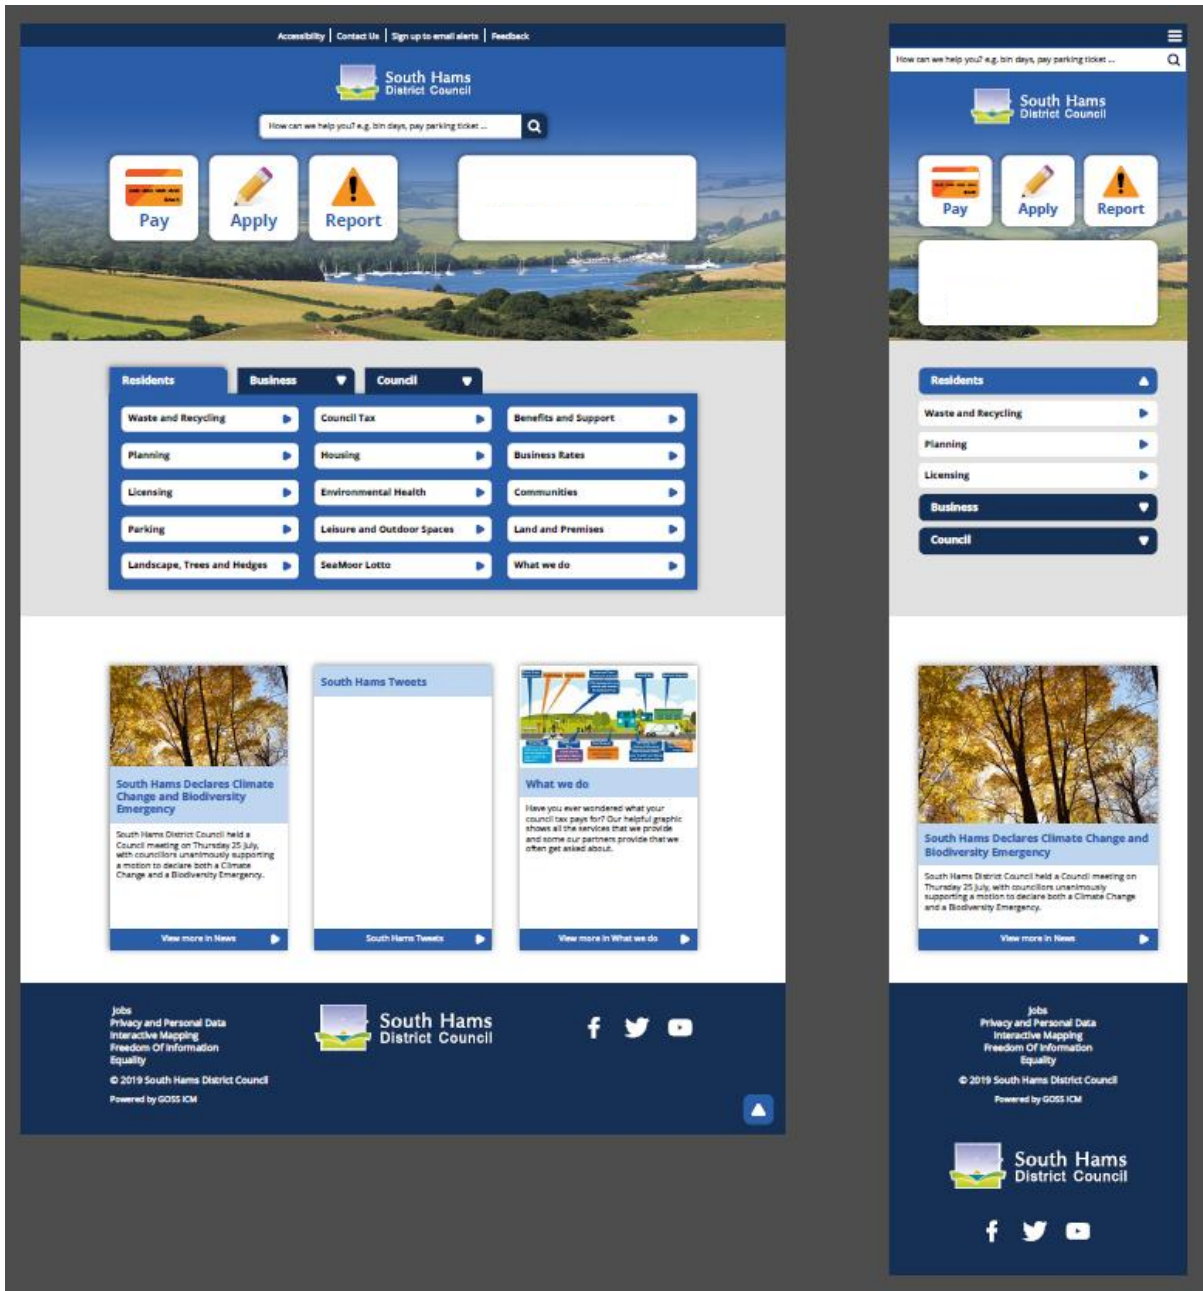 Accessibility | Contact Us | Sign up to email alerts | Feedback
South Hams
District Council
How can we help you? e.g. bin days, pay parking ticket ...
Pay
Apply
Report
Residents
Business
Council
Waste and Recycling
Council Tax
Benefits and Support
Planning
Housing
Business Rates
Licensing
Environmental Health
Communities
Parking
Leisure and Outdoor Spaces
Land and Premises
Landscape, Trees and Hedges
SeaMoor Lotto
What we do
South Hams Declares Climate
Change and Biodiversity
Emergency
South Hams District Council held a
Council meeting on Thursday 25 July,
with councillors unanimously supporting
a motion to declare both a Climate
Change and a Biodiversity Emergency.
View more in News
South Hams Tweets
South Hams Tweets
What we do
Have you ever wondered what your
council tax pays for? Our helpful graphic
shows all the services that we provide
and some our partners provide that we
often get asked about.
View more in What we do
Jobs
Privacy and Personal Data
Interactive Mapping
Freedom Of Information
Equality
© 2019 South Hams District Council
Powered by GOSS ICM
South Hams
District Council
How can we help you? e.g. bin days, pay parking ticket ...
South Hams
District Council
Pay
Apply
Report
Residents
Waste and Recycling
Planning
Licensing
Business
Council
South Hams Declares Climate Change and
Biodiversity Emergency
South Hams District Council held a Council meeting on
Thursday 25 July, with councillors unanimously
supporting a motion to declare both a Climate Change
and a Biodiversity Emergency.
View more in News
Jobs
Privacy and Personal Data
Interactive Mapping
Freedom Of Information
Equality
© 2019 South Hams District Council
Powered by GOSS ICM
South Hams
District Council